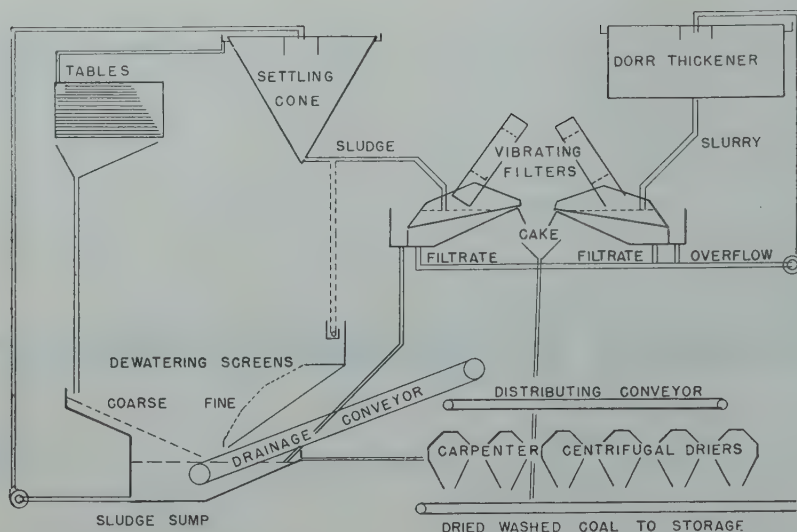 TABLES
SETTLING
CONE
DORR THICKENER
SLUDGE
VIBRATING
FILTERS
SLURRY
CAKE
FILTRATE
FILTRATE
OVERFLOW
DEWATERING SCREENS
COARSE
FINE
DRAINAGE CONVEYOR
DISTRIBUTING CONVEYOR
CARPENTER CENTRIFUGAL DRIERS
SLUDGE SUMP
DRIED WASHED COAL TO STORAGE